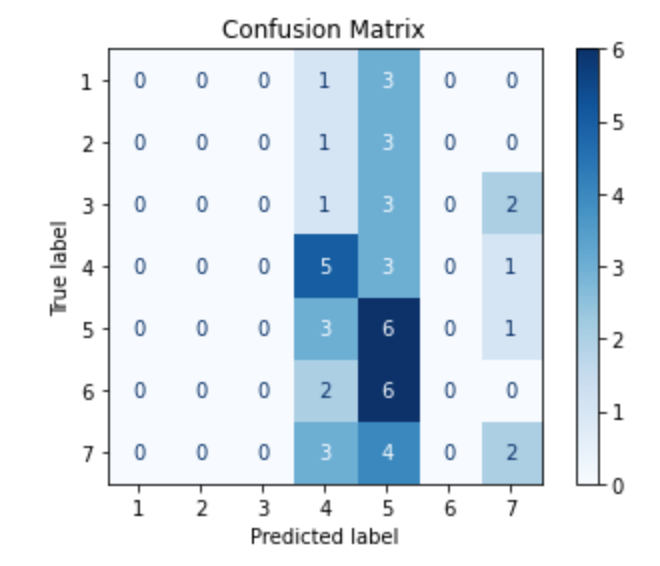 Confusion Matrix
1 0 0 0 1 3 0 0
2 0 0 0 1 3 0 0
3 0 0 0 1 3 0 2
4 0 0 0 5 3 0 1
5 0 0 0 3 6 0 1
6 0 0 0 2 6 0 0
7 0 0 0 3 4 0 2
1 2 3 4 5 6 7
Predicted label
True label
6
5
4
3
2
1
0